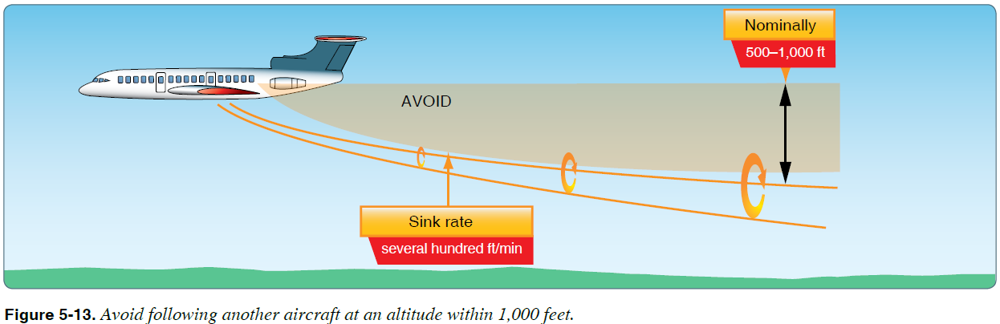 Nominally
500–1,000 ft
AVOID
Sink rate
several hundred ft/min
Figure 5-13. Avoid following another aircraft at an altitude within 1,000 feet.